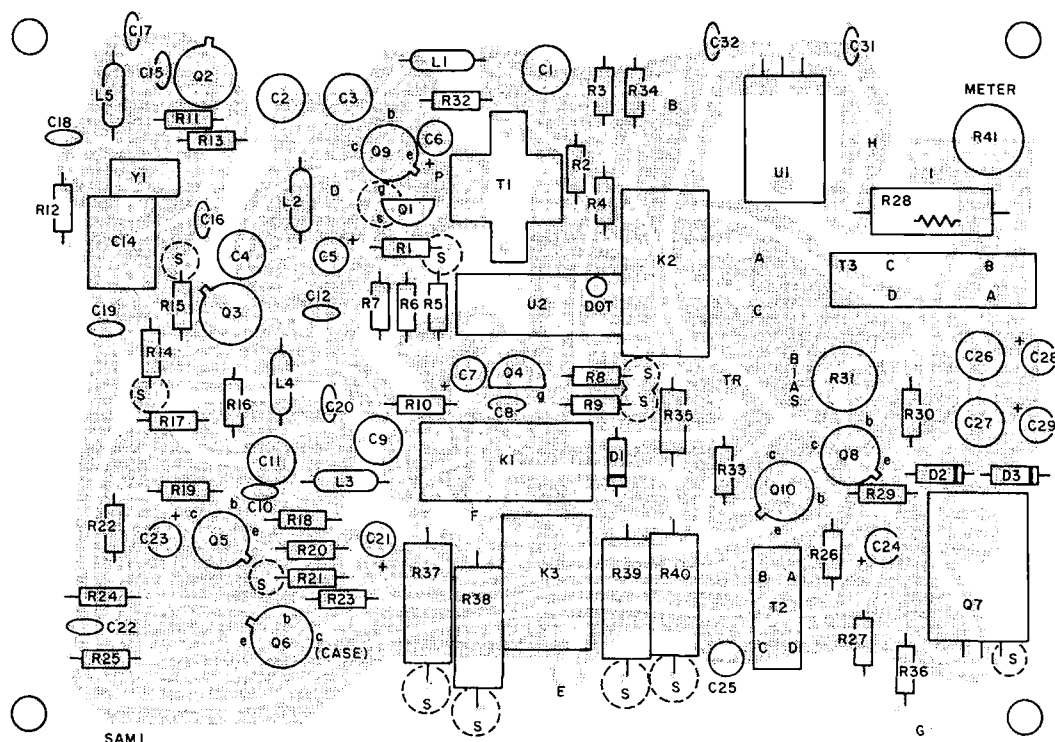 C17
C32
C31
C15
Q2
L1
C1
L5
C2
C3
R32
R3
R34
B
METER
R11
b
C6
C18
R13
Q9
c
e
+
P
T1
R2
U1
H
R41
Y1
D
g
R12
L2
s
Q1
R4
I
R28
C14
C16
S
C4
C5
+
R1
S
K2
A
T3
C
B
D
A
R15
Q3
C12
R7
R6
R5
U2
DOT
C
C19
R14
S
L4
C7
+
Q4
R8
S
TR
BIAS
R31
C26
+
C28
R17
R16
C20
R10
C8
g
R9
S
R35
R30
C27
+
C29
C9
b
C11
K1
D1
R33
c
Q8
e
c
R19
b
C10
L3
Q10
b
D2
D3
R29
R22
+
c
F
C23
Q5
e
R18
R20
C21
+
e
R26
C24
+
R37
K3
R39
R40
B
A
S
R21
R38
T2
Q7
R24
R23
C22
b
e
Q6
c
(CASE)
R27
R25
C
D
R36
S
S
S
E
S
S
C25
SAM1
G